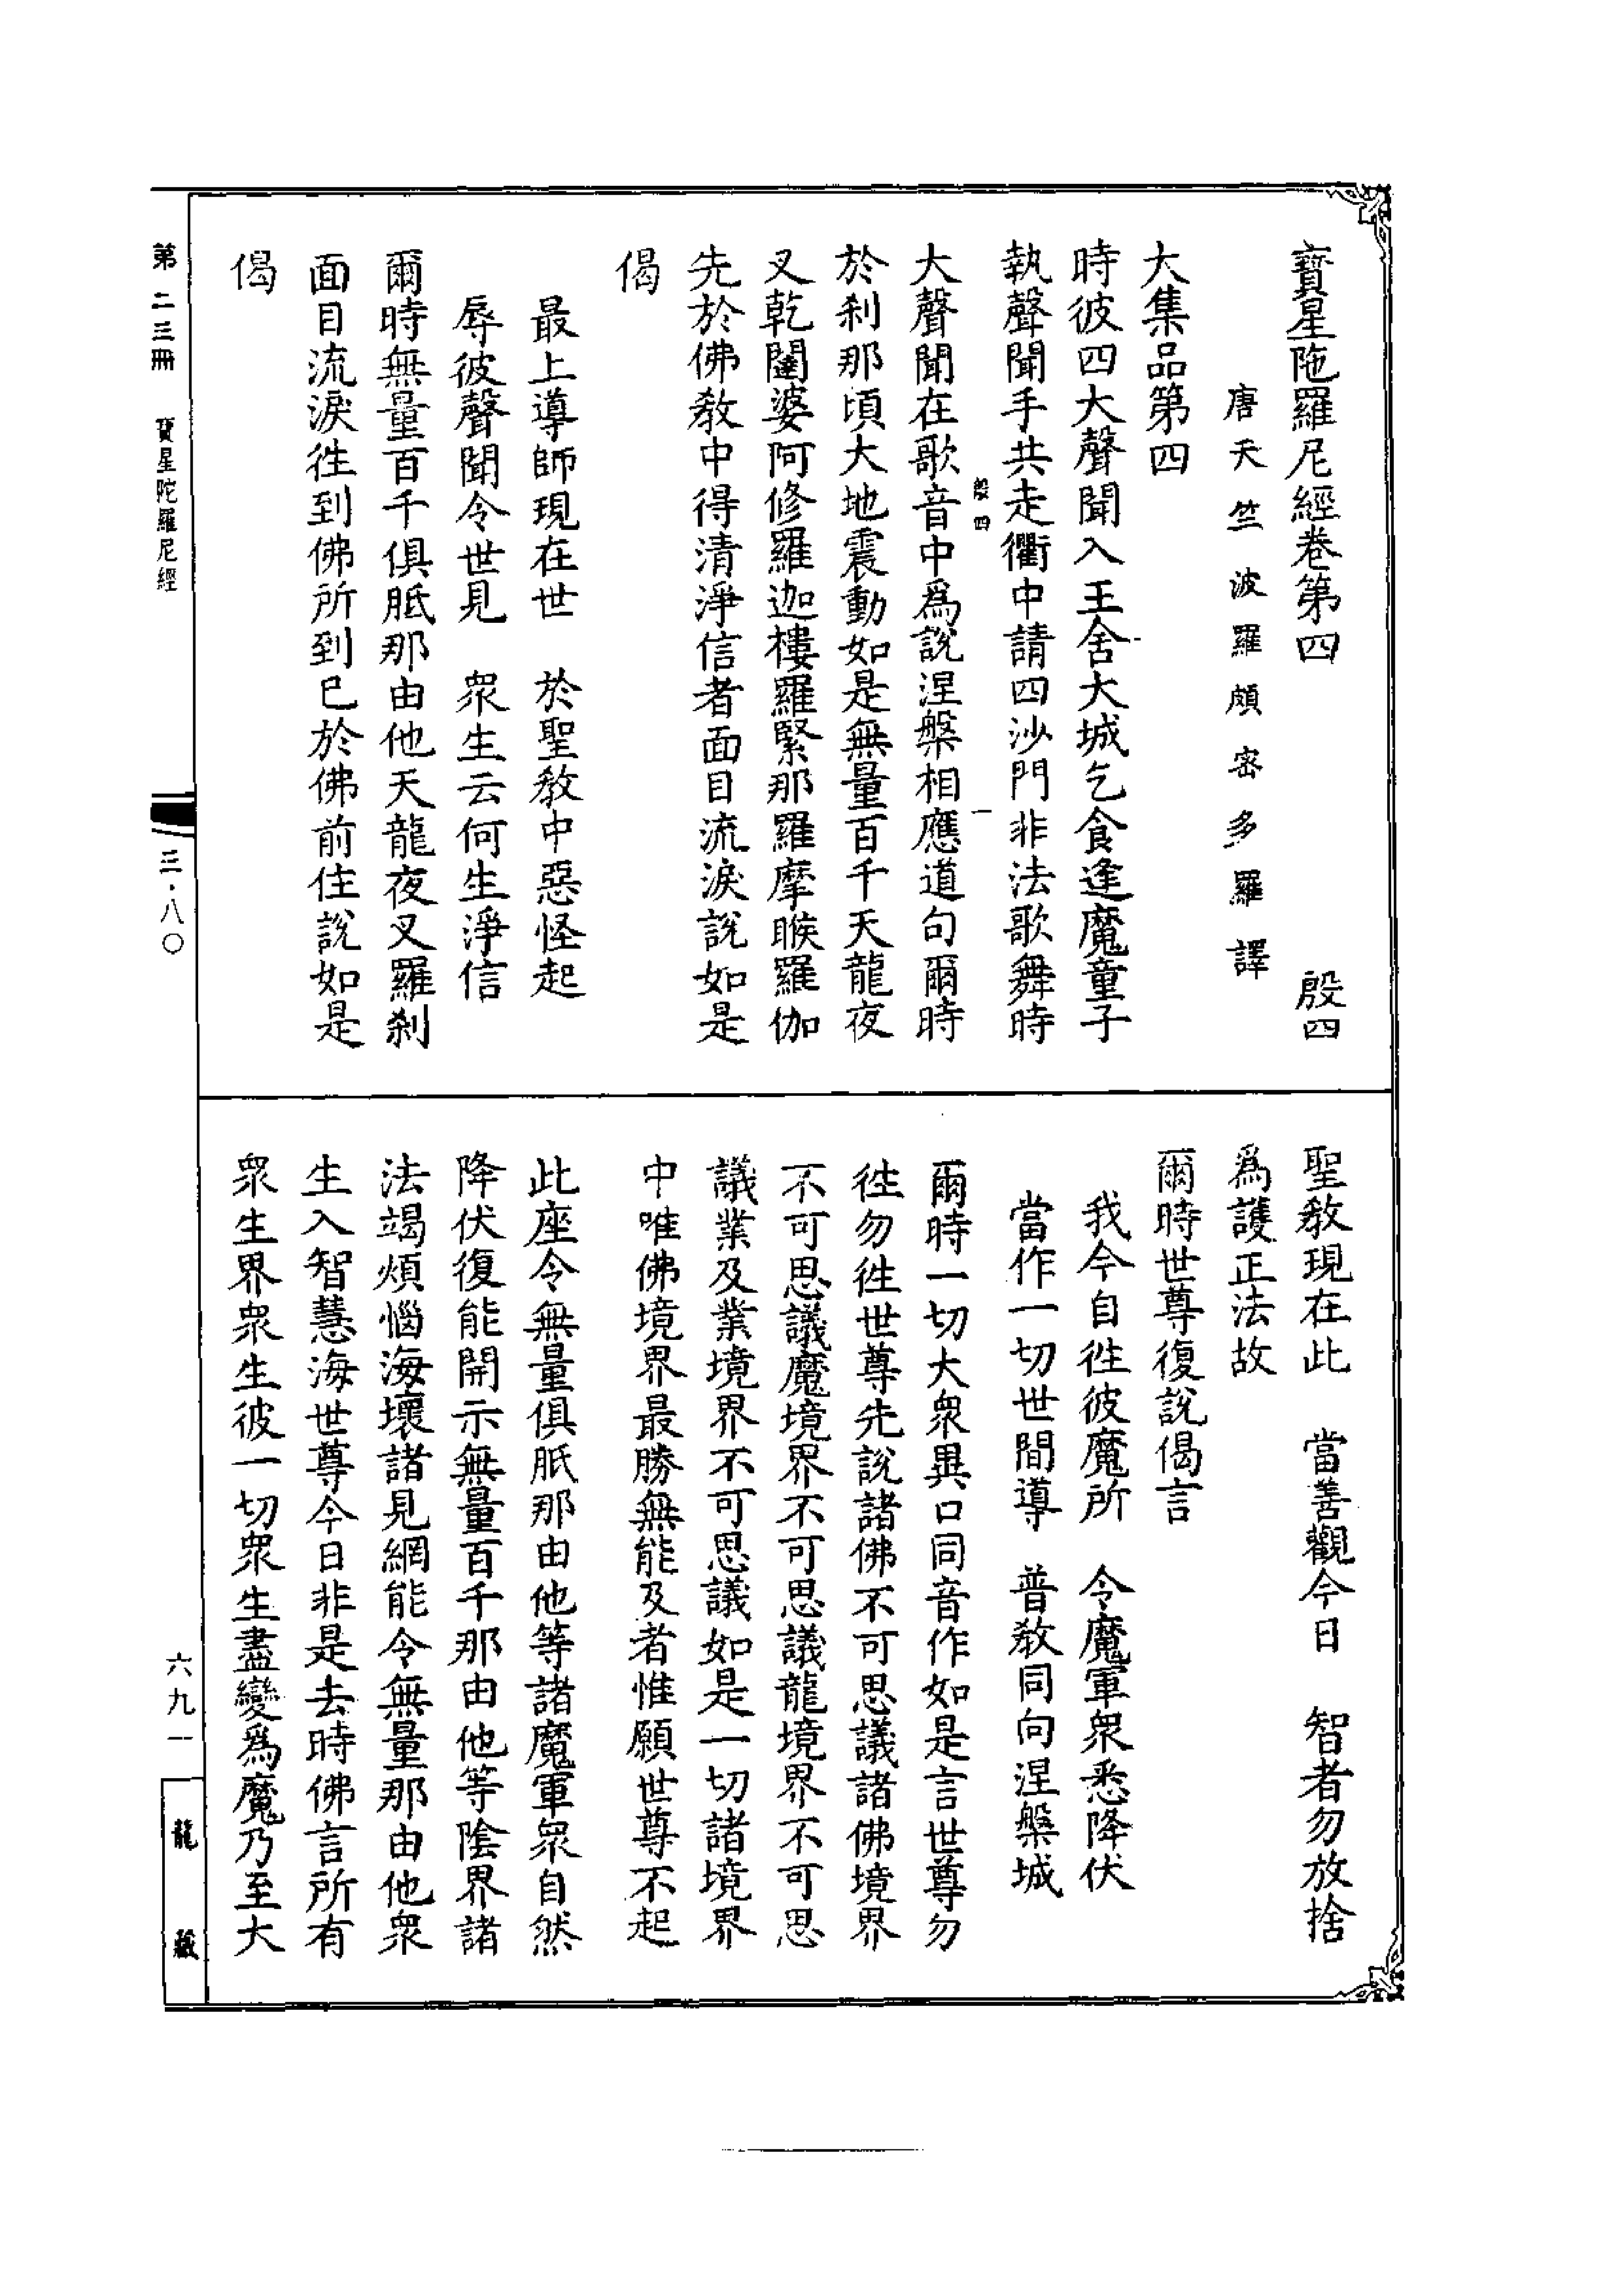 寶星陁羅尼經卷第四　殷四
唐天竺波羅頗密多羅譯
大集品第四
時彼四大聲聞入王舍大城乞食逢魔童子
執聲聞手共走衢中請四沙門非法歌舞時
殷四　一
大聲聞在歌音中爲說涅槃相應道句爾時
於刹那頃大地震動如是無量百千天龍夜
叉乾闥婆阿修羅迦樓羅緊那羅摩睺羅伽
先於佛敎中得清淨信者面目流淚說如是
偈
最上導師現在世　於聖敎中惡怪起
辱彼聲聞令世見　衆生云何生淨信
爾時無量百千俱胝那由他天龍夜叉羅刹
面目流淚徃到佛所到已於佛前住說如是
偈
聖敎現在此　當善觀今日　智者勿放捨
爲護正法故
爾時世尊復說偈言
我今自徃彼魔所　令魔軍衆悉降伏
當作一切世間導　普敎同向涅槃城
爾時一切大衆異口同音作如是言世尊勿
徃勿徃世尊先說諸佛不可思議諸佛境界
不可思議魔境界不可思議龍境界不可思
議業及業境界不可思議如是一切諸境界
中唯佛境界最勝無能及者惟願世尊不起
此座令無量俱胝那由他等諸魔軍衆自然
降伏復能開示無量百千那由他等陰界諸
法竭煩惱海壞諸見網能令無量那由他衆
生入智慧海世尊今日非是去時佛言所有
衆生界衆生彼一切衆生盡變爲魔乃至大
第二三冊　寶星陀羅尼經
三·八〇
六九一
龍藏